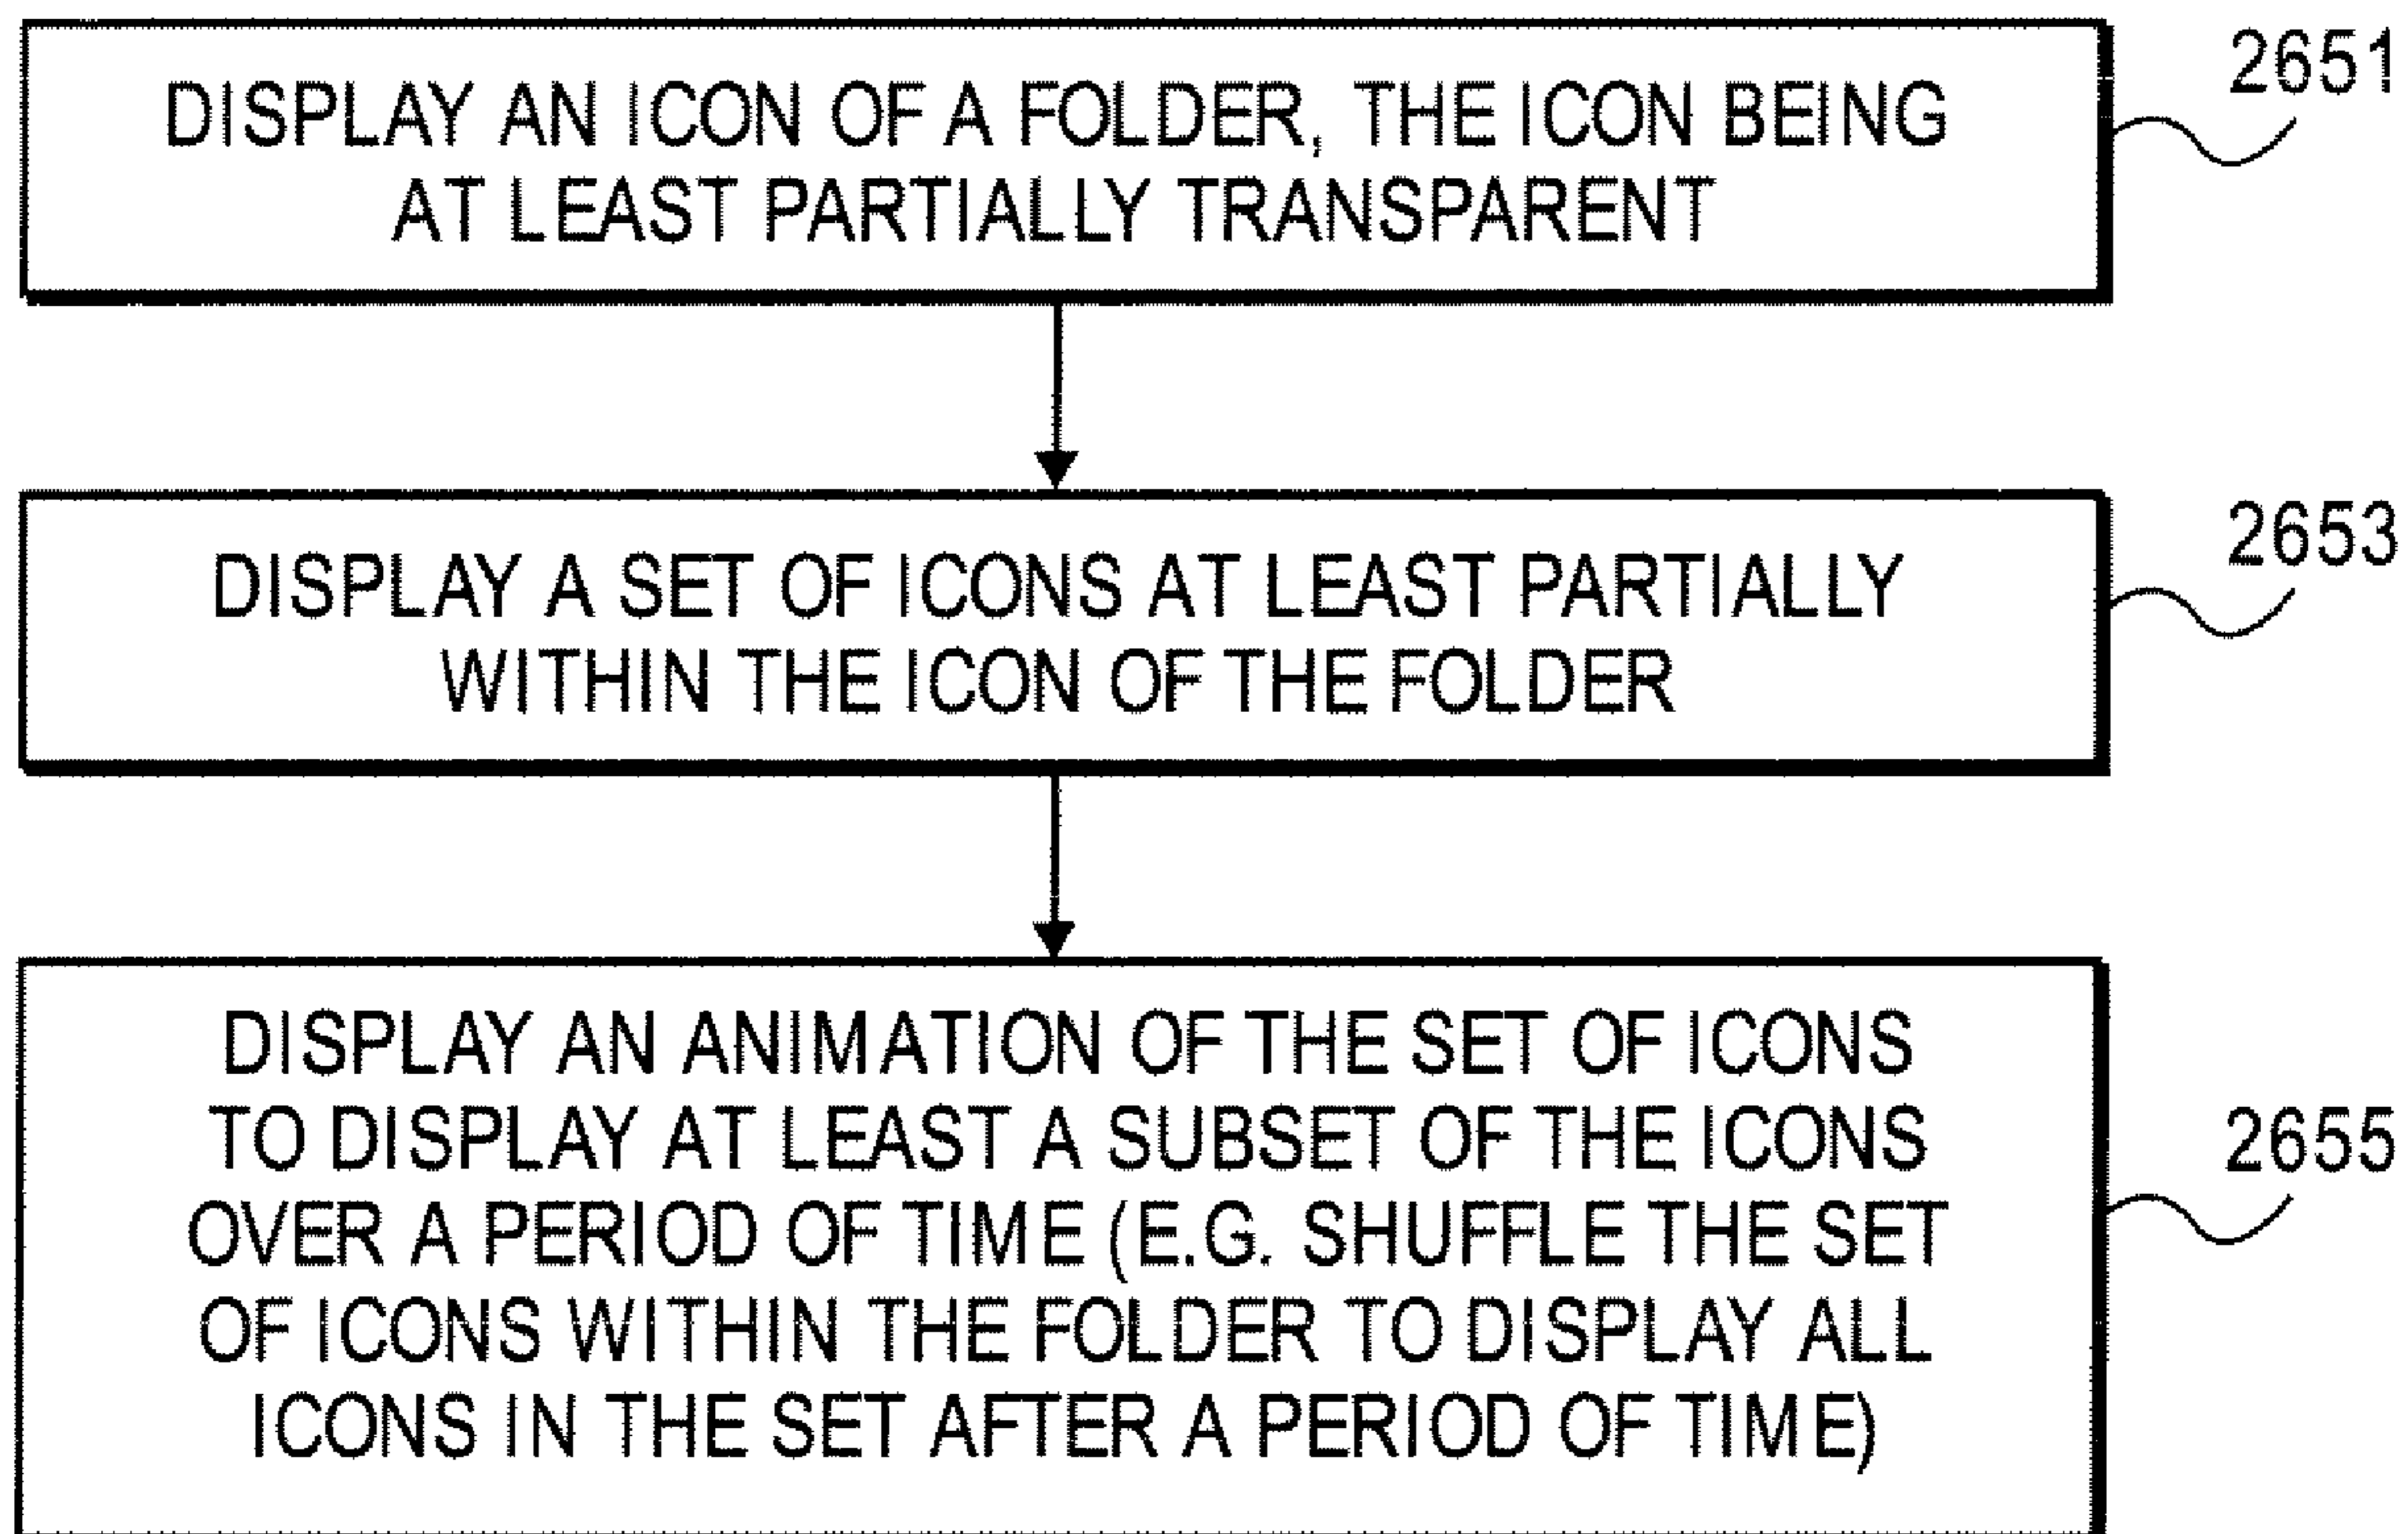 DISPLAY AN ICON OF A FOLDER, THE ICON BEING
AT LEAST PARTIALLY TRANSPARENT
2651
DISPLAY A SET OF ICONS AT LEAST PARTIALLY
WITHIN THE ICON OF THE FOLDER
2653
DISPLAY AN ANIMATION OF THE SET OF ICONS
TO DISPLAY AT LEAST A SUBSET OF THE ICONS
OVER A PERIOD OF TIME (E.G. SHUFFLE THE SET
OF ICONS WITHIN THE FOLDER TO DISPLAY ALL
ICONS IN THE SET AFTER A PERIOD OF TIME)
2655